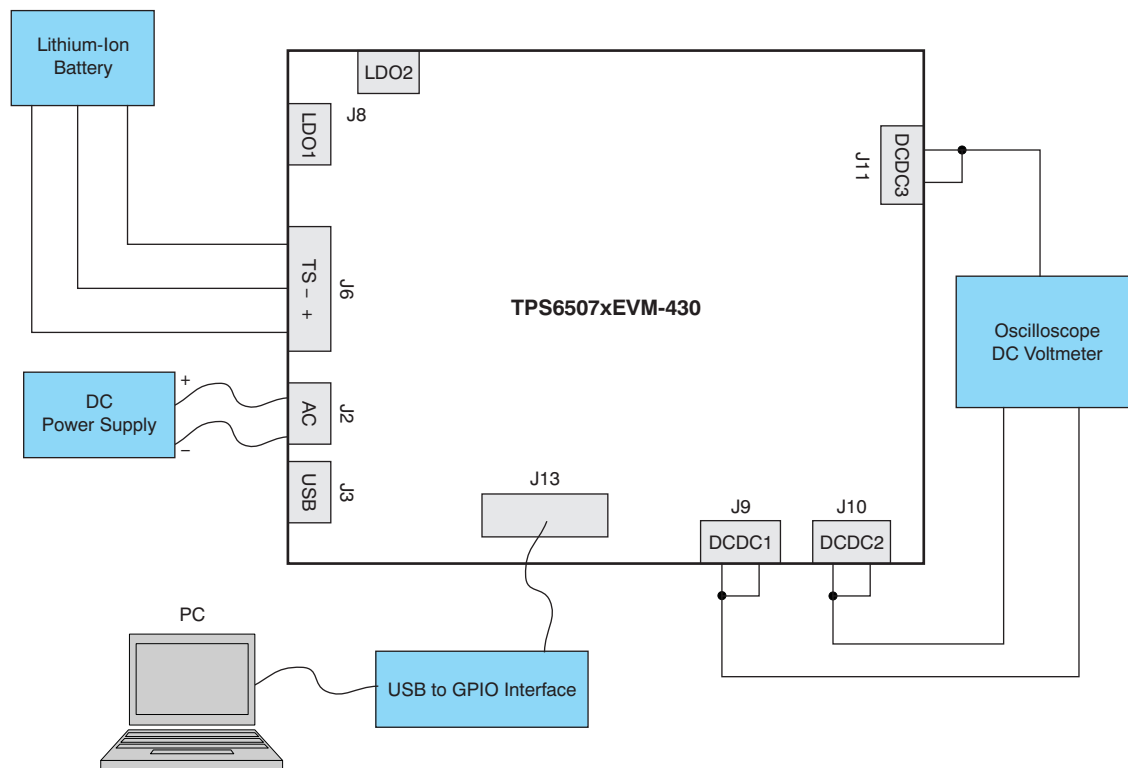 Lithium-Ion
Battery
LDO2
J8
LDO1
DCDC3
J11
TS - +
J6
TPS6507xEVM-430
Oscilloscope
DC Voltmeter
DC
Power Supply
+
−
AC
J2
USB
J3
J13
J9
DCDC1
J10
DCDC2
PC
USB to GPIO Interface